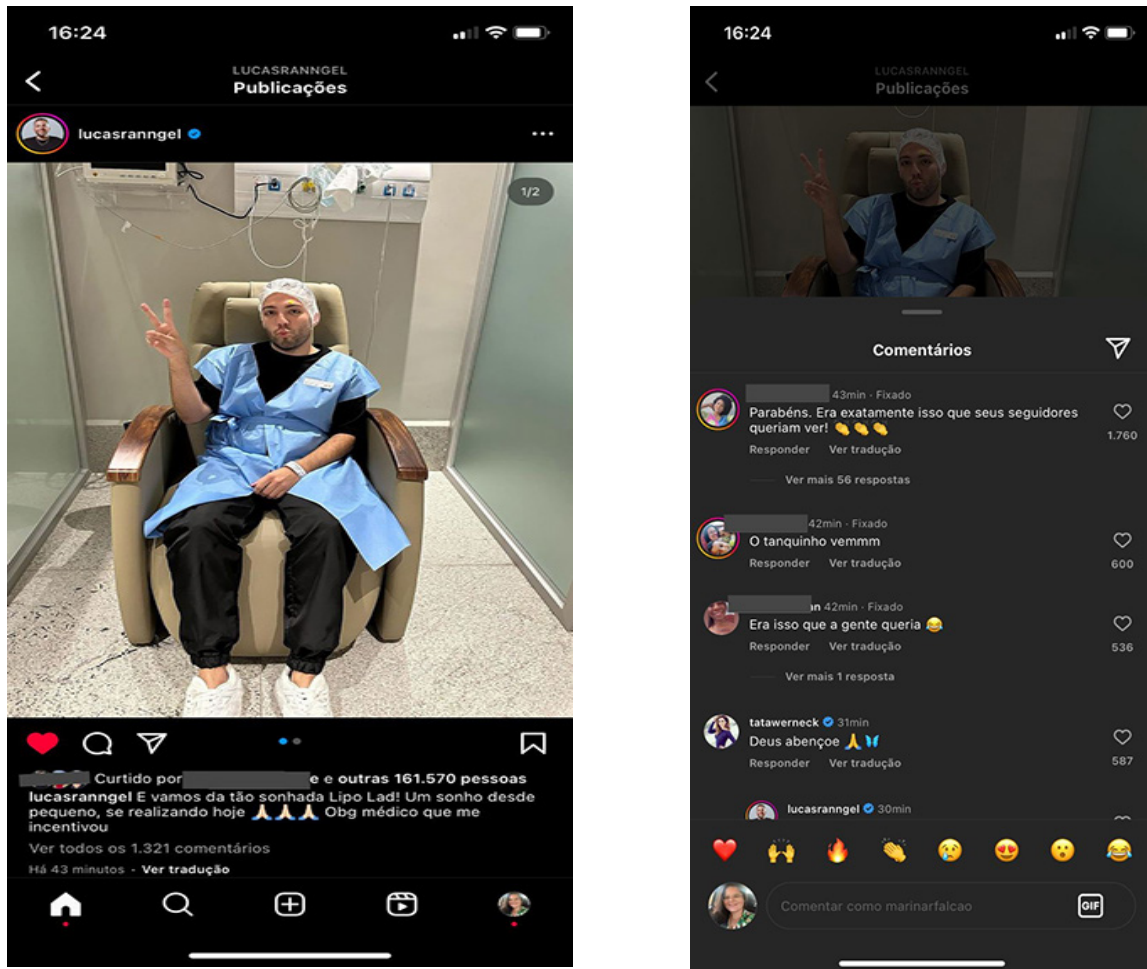 16:24
LUCASRANNGEL
Publicações
lucasranngel
1/2
Curtido por e e outras 161.570 pessoas
lucasranngel E vamos da tão sonhada Lipo Lad! Um sonho desde
pequeno, se realizando hoje 🙏🏻🙏🏻🙏🏻 Obg médico que me
incentivou
Ver todos os 1.321 comentários
Há 43 minutos · Ver tradução
16:24
LUCASRANNGEL
Publicações
Comentários
43min · Fixado
Parabéns. Era exatamente isso que seus seguidores
queriam ver! 👏👏👏
1.760
Responder Ver tradução
Ver mais 56 respostas
42min · Fixado
O tanquinho vemmm
600
Responder Ver tradução
n 42min · Fixado
Era isso que a gente queria 😂
536
Responder Ver tradução
Ver mais 1 resposta
tatawerneck 31min
Deus abençoe 🙏🦋
587
Responder Ver tradução
lucasranngel 30min
❤️🙌🔥👏😢😍😮😂
Comentar como marinarfalcao
GIF